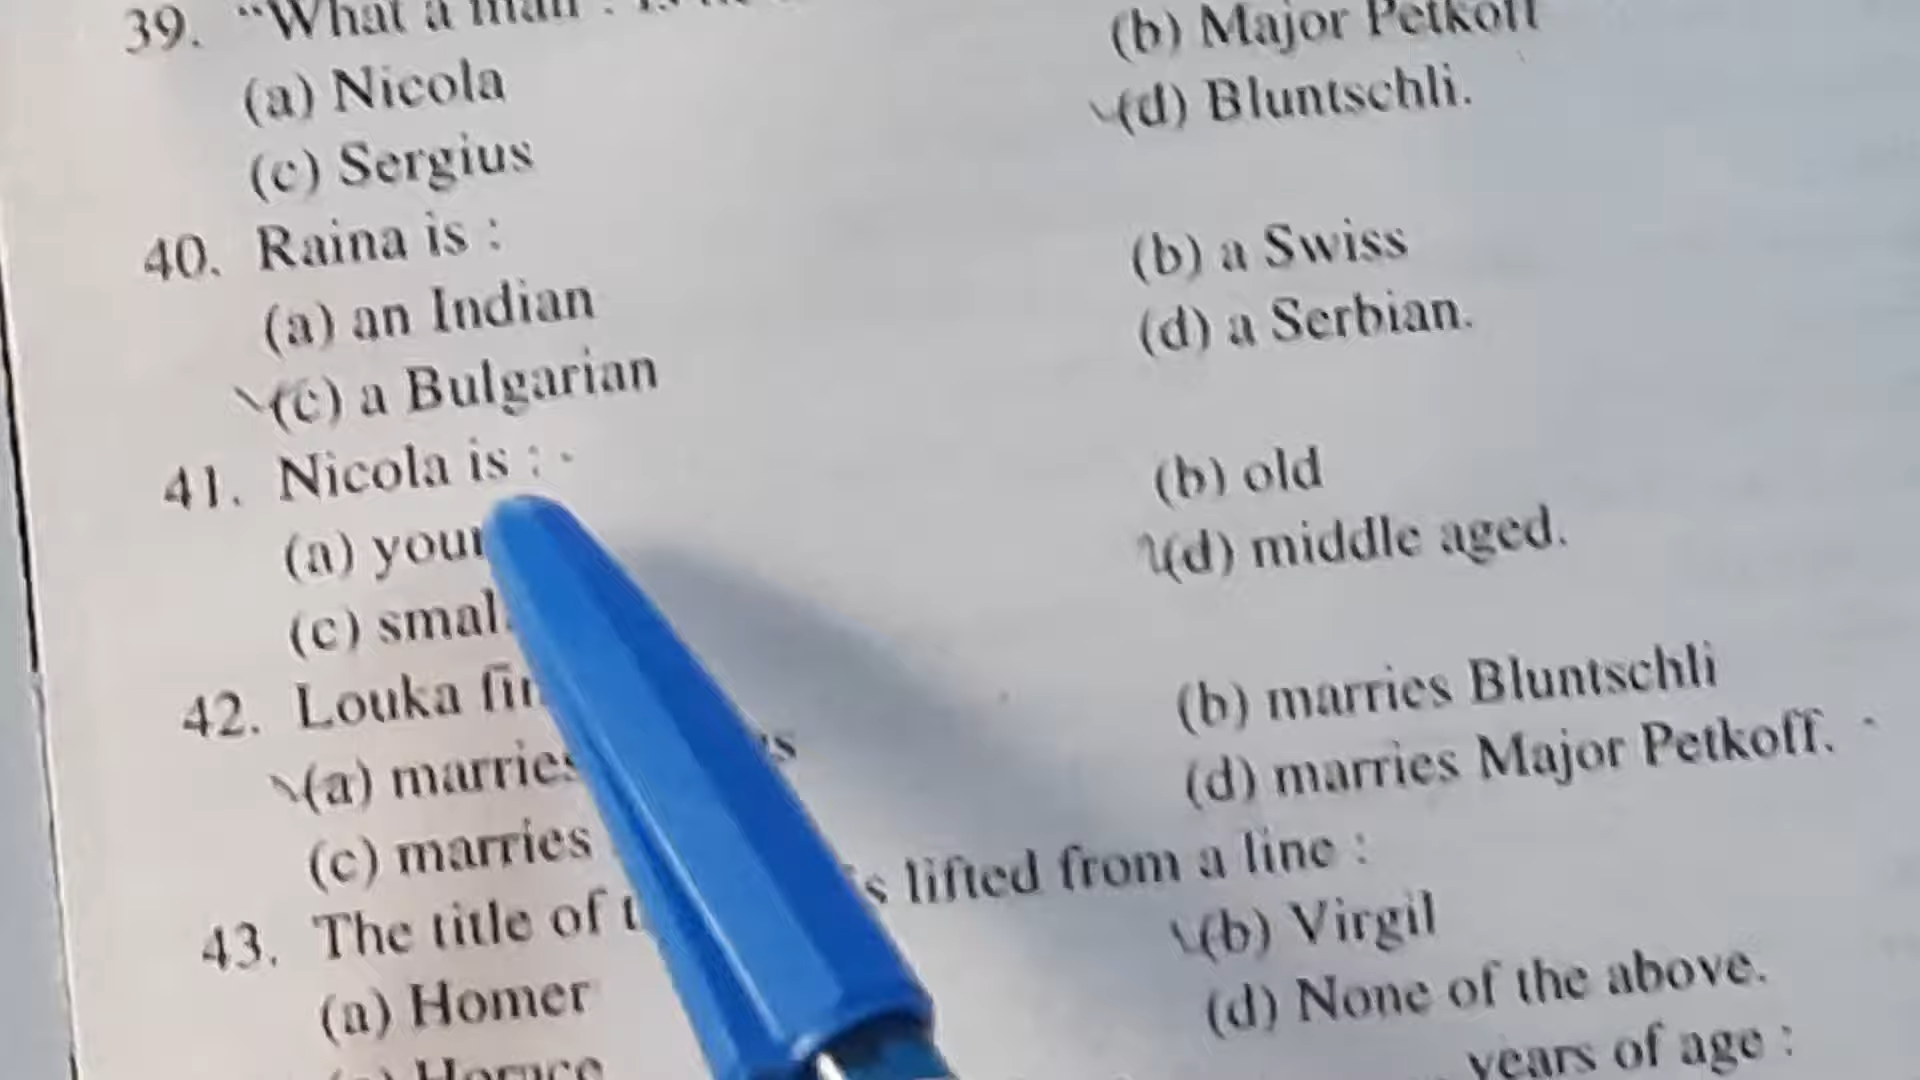 39. “What a man
(b) Major Petkoff
(a) Nicola
(d) Bluntschli.
(c) Sergius
40. Raina is :
(b) a Swiss
(a) an Indian
(d) a Serbian.
(c) a Bulgarian
41. Nicola is :
(b) old
(a)
(d) middle aged.
(c)
42. Louka
(b) marries Bluntschli
(a) marries
(d) marries Major Petkoff.
(c) marries
43. The title of lifted from a line :
(b) Virgil
(a) Homer
(d) None of the above.
Horace
years of age :